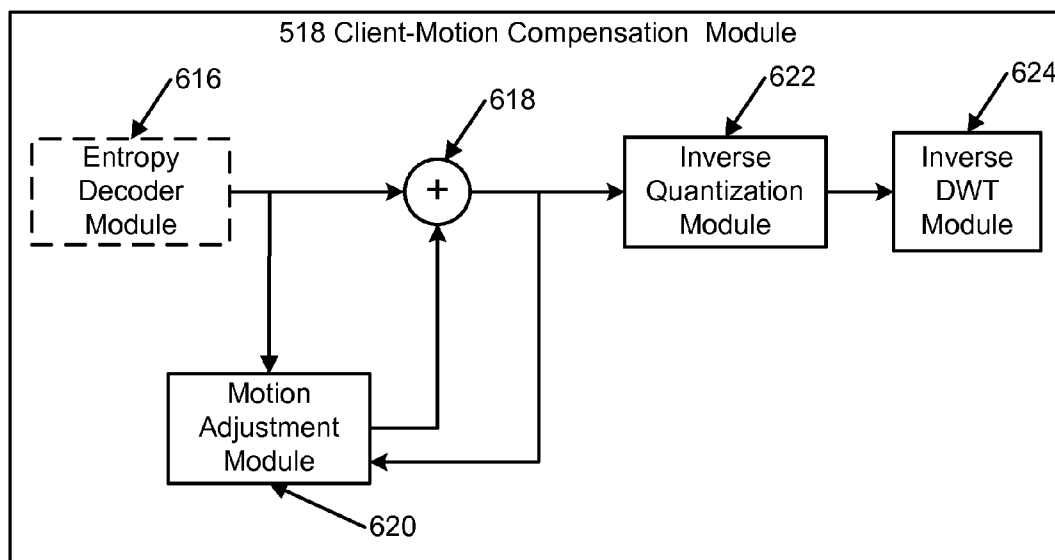 518 Client-Motion Compensation Module
616
618
622
624
Entropy
Decoder
Module
+
Inverse
Quantization
Module
Inverse
DWT
Module
Motion
Adjustment
Module
620